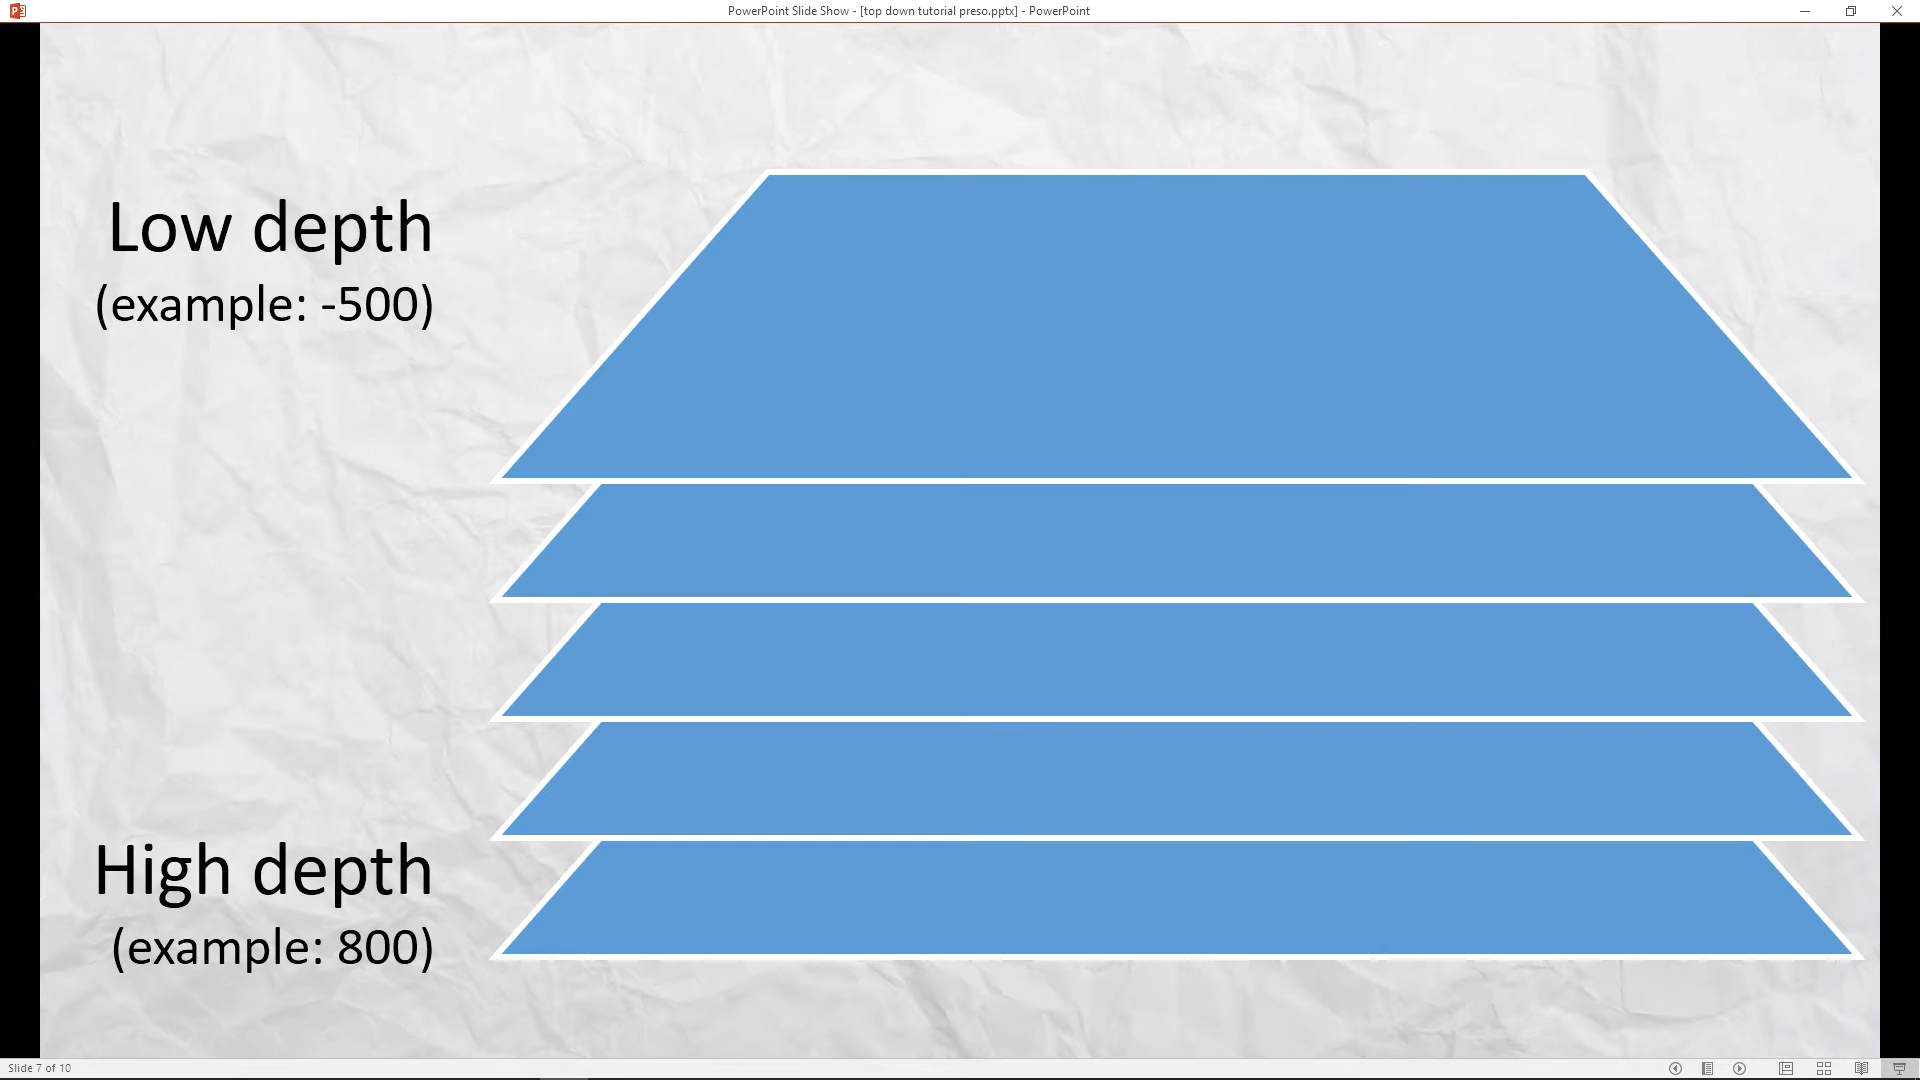 PowerPoint Slide Show - [top down tutorial preso.pptx] - PowerPoint
Low depth
(example: -500)
High depth
(example: 800)
Slide 7 of 10